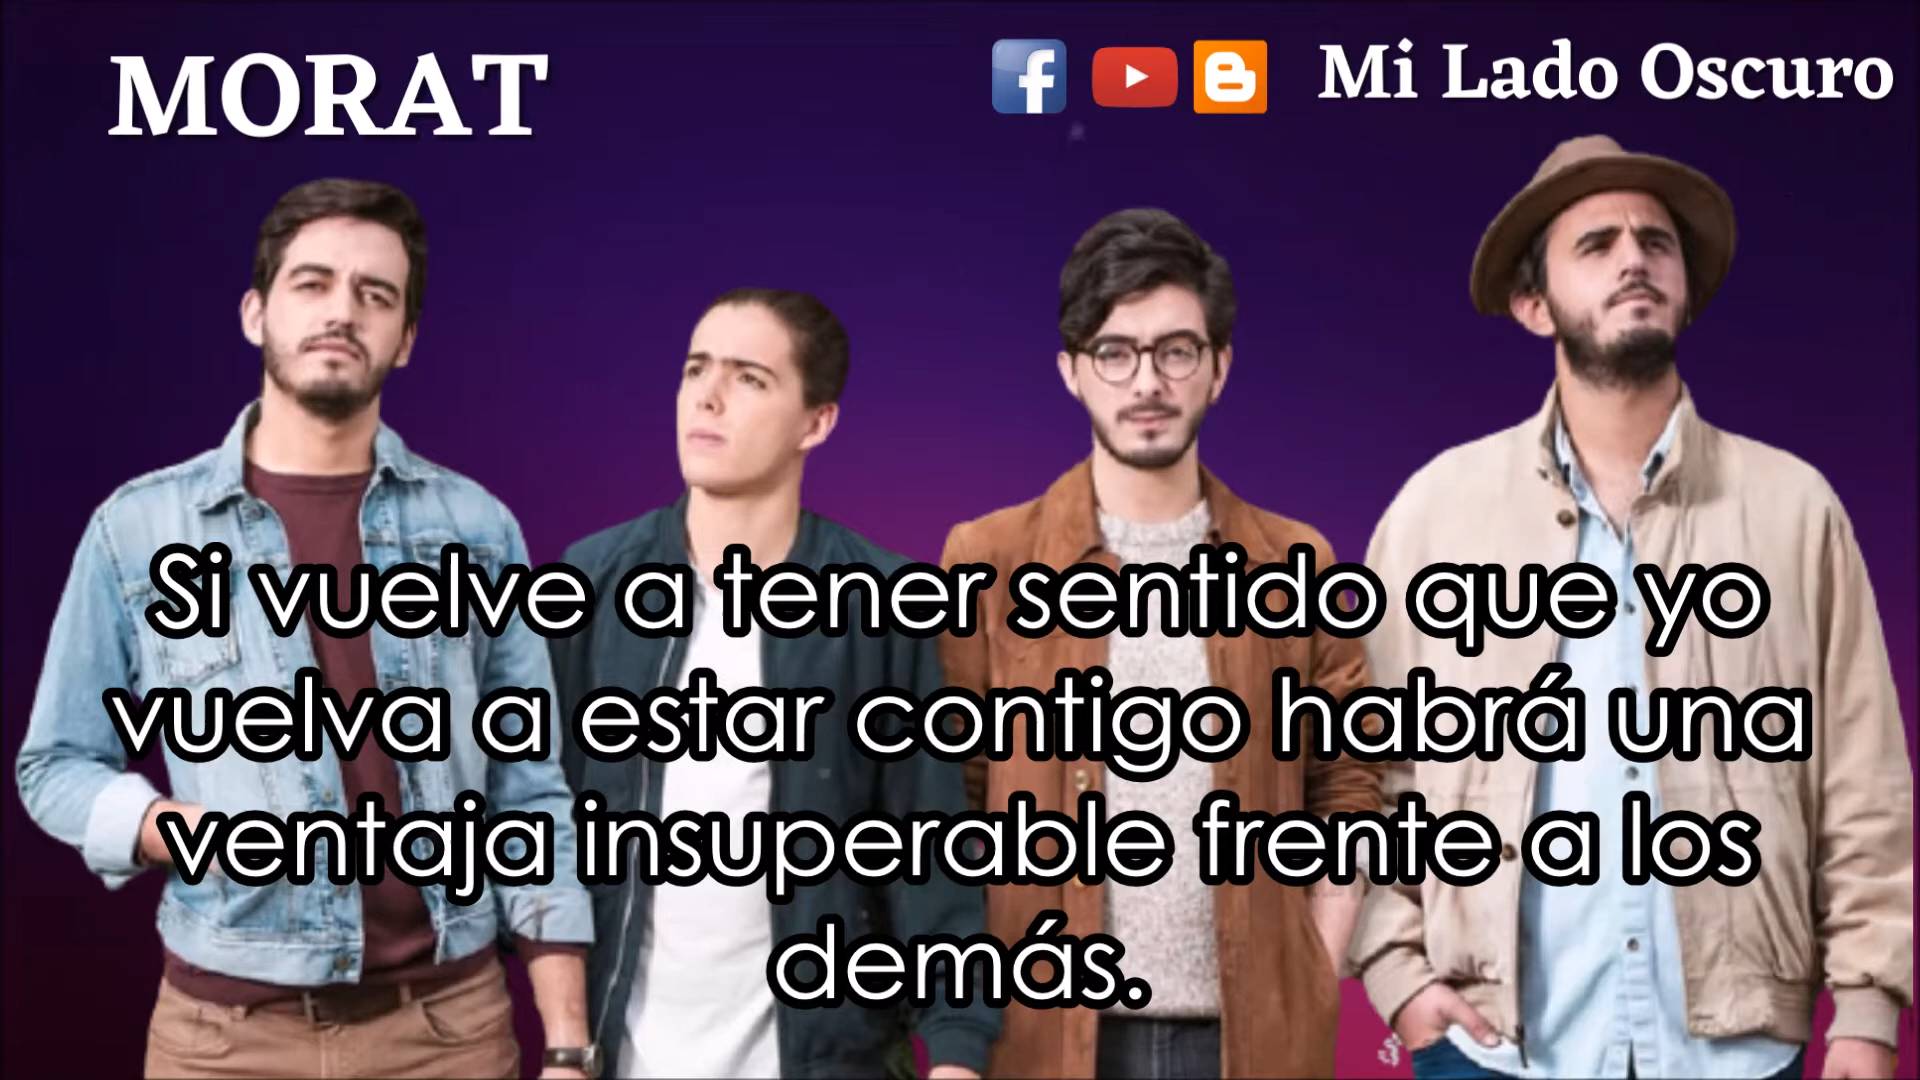 MORAT
Mi Lado Oscuro
Si vuelve a tener sentido que yo
vuelva a estar contigo habrá una
ventaja insuperable frente a los
demás.